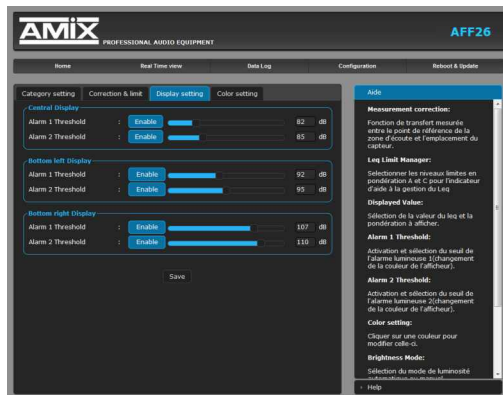 AMiX
PROFESSIONAL AUDIO EQUIPMENT
AFF26
Home Real Time view Data Log Configuration Reboot & Update
Category setting Correction & limit Display setting Color setting
Central Display
Alarm 1 Threshold : Enable 82 dB
Alarm 2 Threshold : Enable 85 dB
Bottom left Display
Alarm 1 Threshold : Enable 92 dB
Alarm 2 Threshold : Enable 95 dB
Bottom right Display
Alarm 1 Threshold : Enable 107 dB
Alarm 2 Threshold : Enable 110 dB
Save
Aide
Measurement correction:
Fonction de transfert mesurée
entre le point de référence de la
zone d'écoute et l'emplacement du
capteur.
Leq Limit Manager:
Selectionner les niveaux limites en
pondération A et C pour l'indicateur
d'aide à la gestion du Leq
Displayed Value:
Sélection de la valeur du leq et la
pondération à afficher.
Alarm 1 Threshold:
Activation et sélection du seuil de
l'alarme lumineuse 1(changement
de la couleur de l'afficheur).
Alarm 2 Threshold:
Activation et sélection du seuil de
l'alarme lumineuse 2(changement
de la couleur de l'afficheur).
Color setting:
Cliquer sur une couleur pour
modifier celle-ci.
Brightness Mode:
Sélection du mode de luminosité
Help